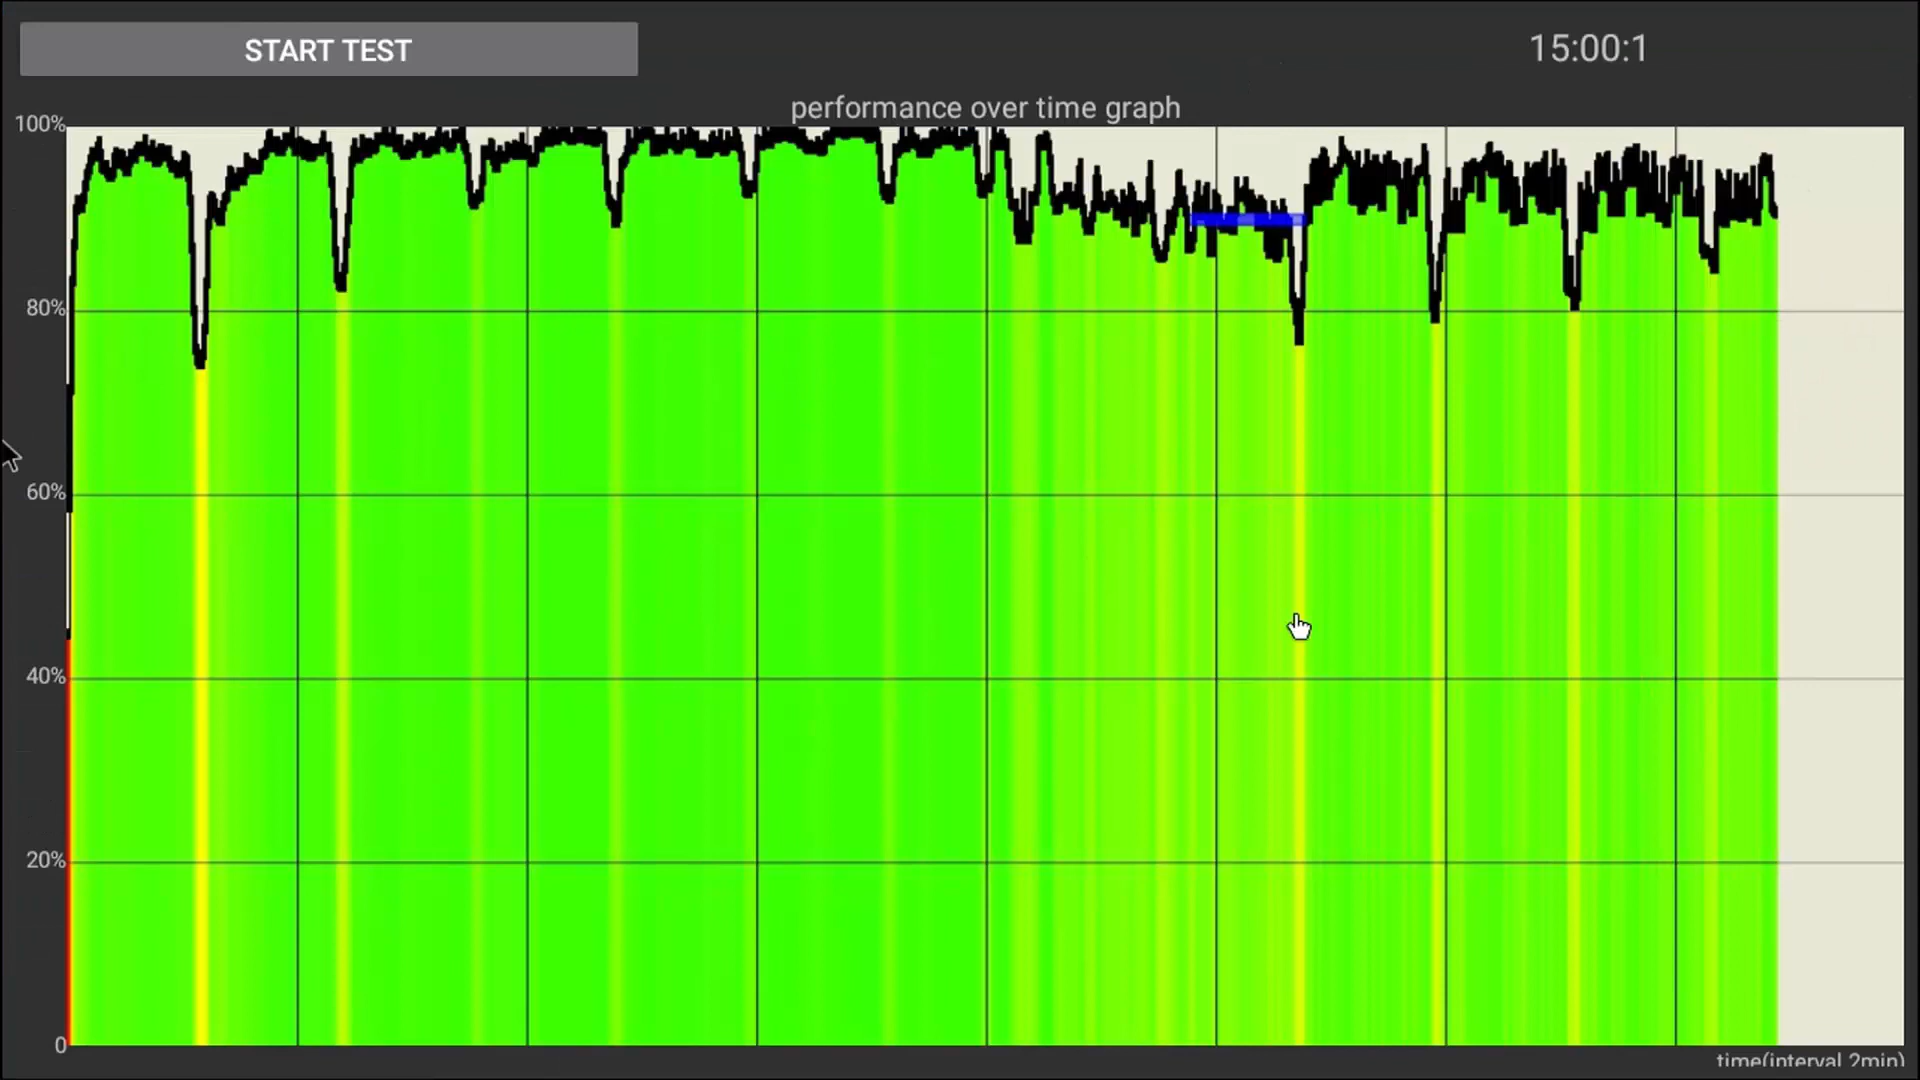 START TEST
15:00:1
performance over time graph
100%
80%
60%
40%
20%
0
time(interval 2min)